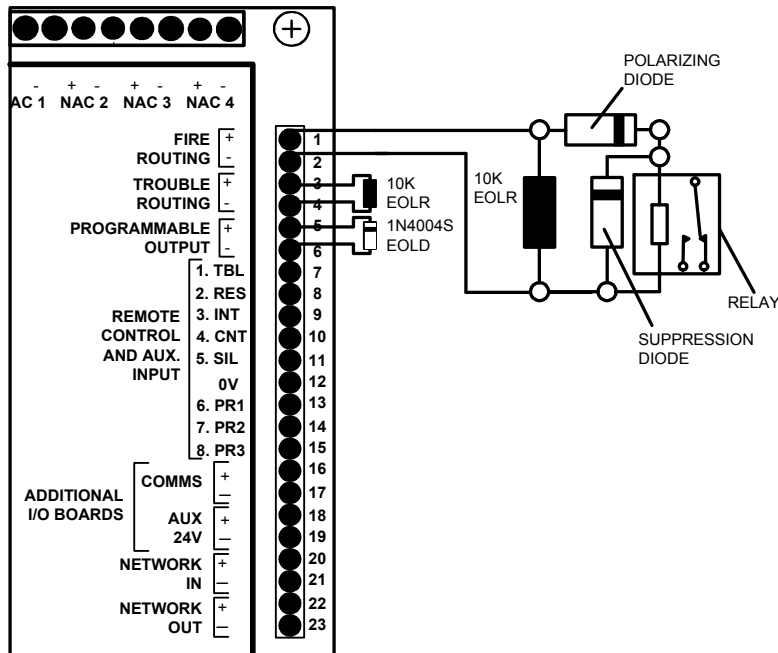 - + - + - + -
AC 1 NAC 2 NAC 3 NAC 4
FIRE
ROUTING
+
-
TROUBLE
ROUTING
+
-
PROGRAMMABLE
OUTPUT
+
-
REMOTE
CONTROL
AND AUX.
INPUT
1. TBL
2. RES
3. INT
4. CNT
5. SIL
0V
6. PR1
7. PR2
8. PR3
ADDITIONAL
I/O BOARDS
COMMS
+
–
AUX
24V
+
–
NETWORK
IN
+
–
NETWORK
OUT
+
–
1
2
3
4
5
6
7
8
9
10
11
12
13
14
15
16
17
18
19
20
21
22
23
10K
EOLR
1N4004S
EOLD
10K
EOLR
POLARIZING
DIODE
RELAY
SUPPRESSION
DIODE